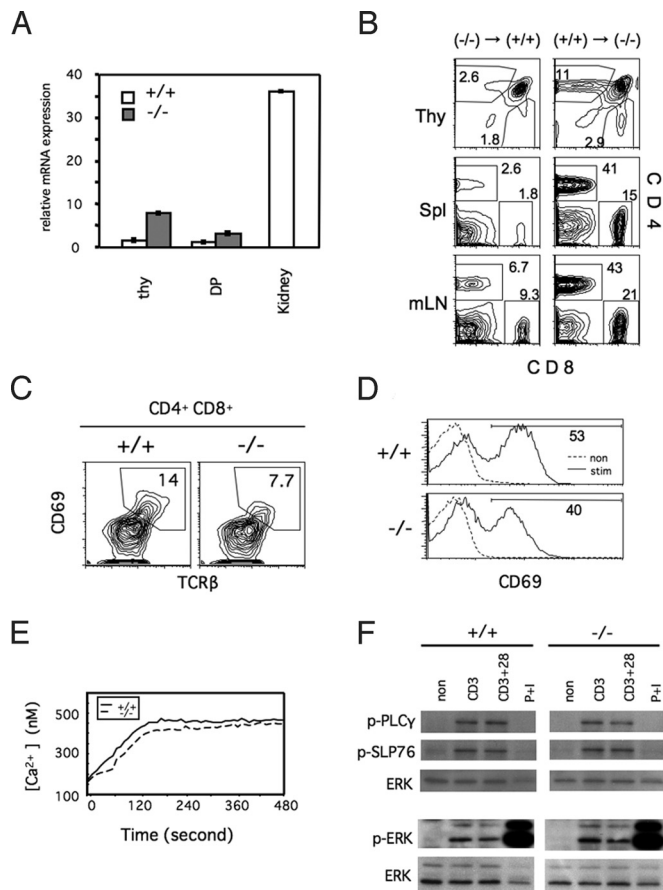 A
relative mRNA expression
40
30
20
10
0
+/+
-/-
thy
DP
Kidney
B
(-/-) → (+/+) (+/+) → (-/-)
Thy
2.6
1.8
11
2.9
Spl
2.6
1.8
41
15
mLN
6.7
9.3
43
21
CD4
CD8
C
CD4+ CD8+
+/+ -/-
14
7.7
CD69
TCRβ
D
+/+
53
non
stim
-/-
40
CD69
E
[Ca2+] (nM)
500
300
100
+/+
-/-
0 120 240 360 480
Time (second)
F
+/+ -/-
non CD3 CD3+28 P+I non CD3 CD3+28 P+I
p-PLCγ
p-SLP76
ERK
p-ERK
ERK